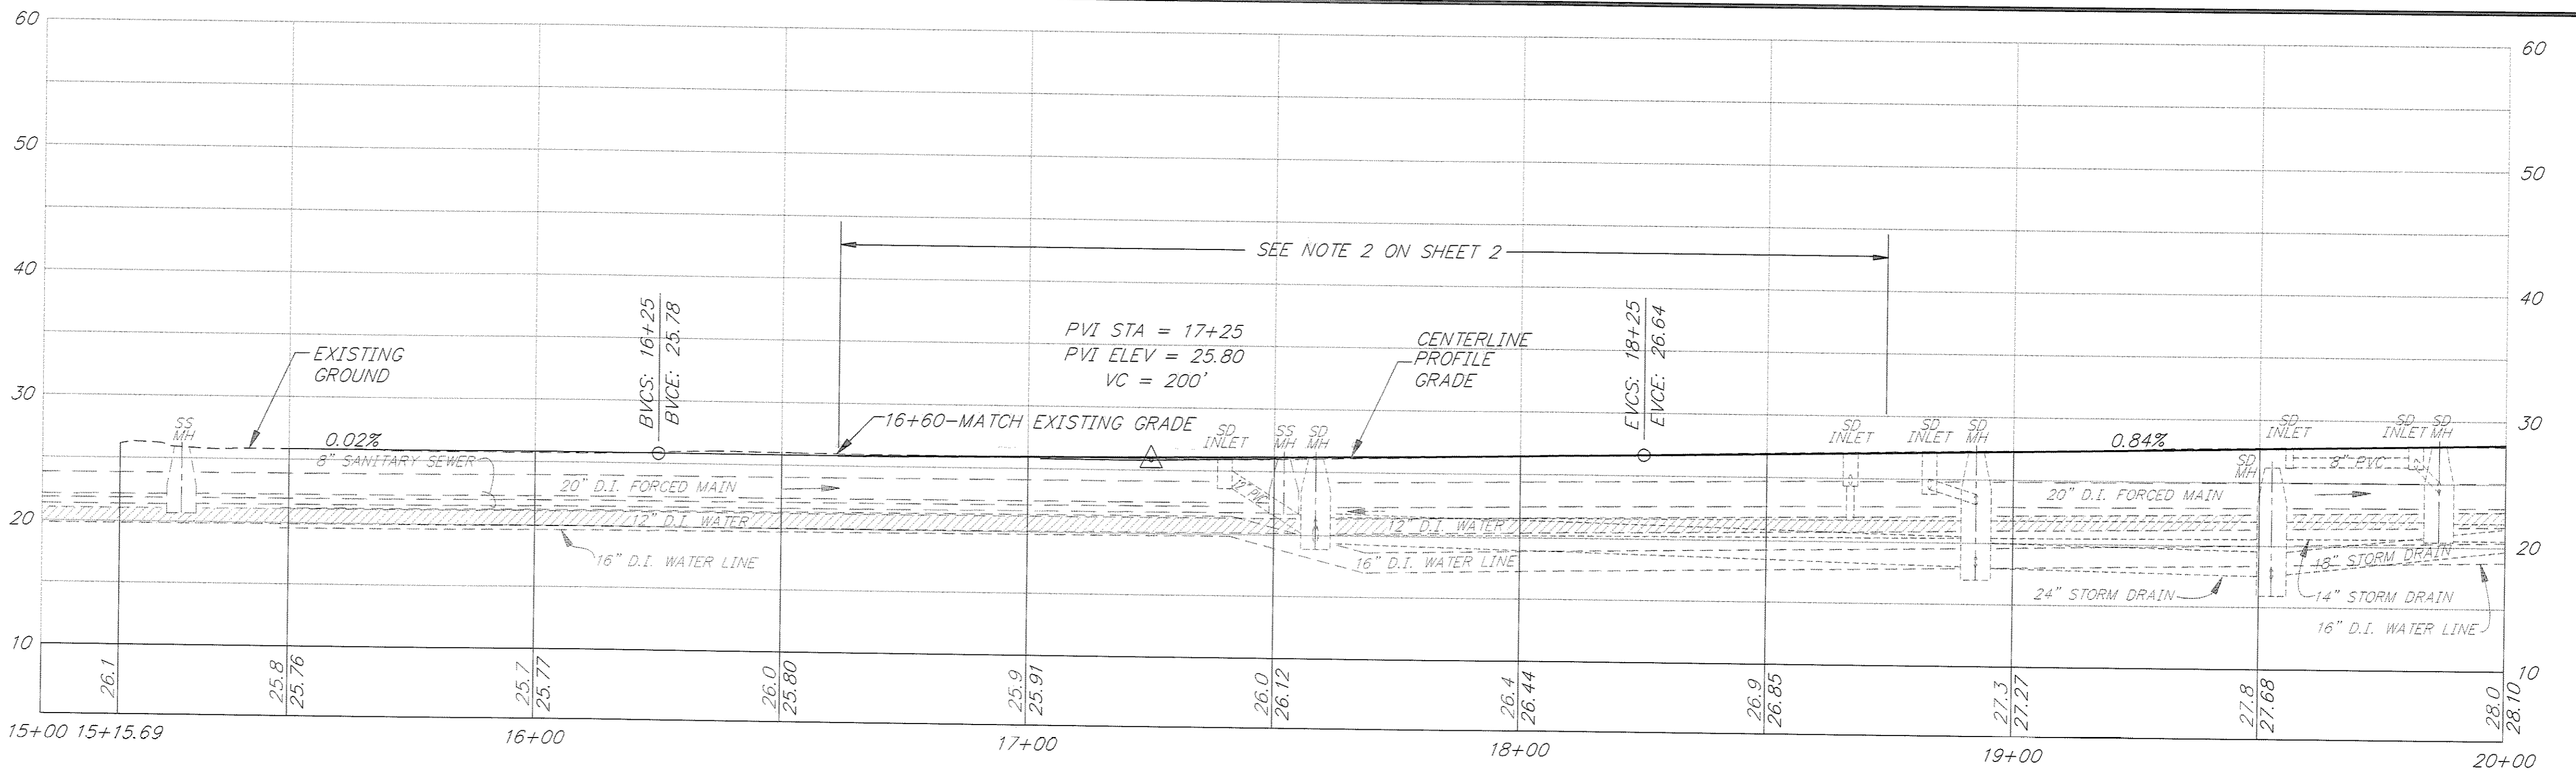 60
60
50
50
SEE NOTE 2 ON SHEET 2
40
40
BVCS: 16+25
BVCE: 25.78
PVI STA = 17+25
PVI ELEV = 25.80
VC = 200'
EVCS: 18+25
EVCE: 26.64
CENTERLINE
PROFILE
GRADE
EXISTING
GROUND
30
30
16+60-MATCH EXISTING GRADE
SS
MH
0.02%
8" SANITARY SEWER
SD
INLET
SS
MH
SD
MH
SD
INLET
SD
INLET
SD
MH
0.84%
SD
INLET
SD
INLET
SD
MH
SD
MH
8" PVC
20" D.I. FORCED MAIN
12" PVC
20" D.I. FORCED MAIN
20
12" D.I. WATER
12" D.I. WATER
20
16" D.I. WATER LINE
16" D.I. WATER LINE
18" STORM DRAIN
24" STORM DRAIN
14" STORM DRAIN
16" D.I. WATER LINE
10
10
26.1
25.8
25.76
25.7
25.77
26.0
25.80
25.9
25.91
26.0
26.12
26.4
26.44
26.9
26.85
27.3
27.27
27.8
27.68
28.0
28.10
15+00 15+15.69
16+00
17+00
18+00
19+00
20+00